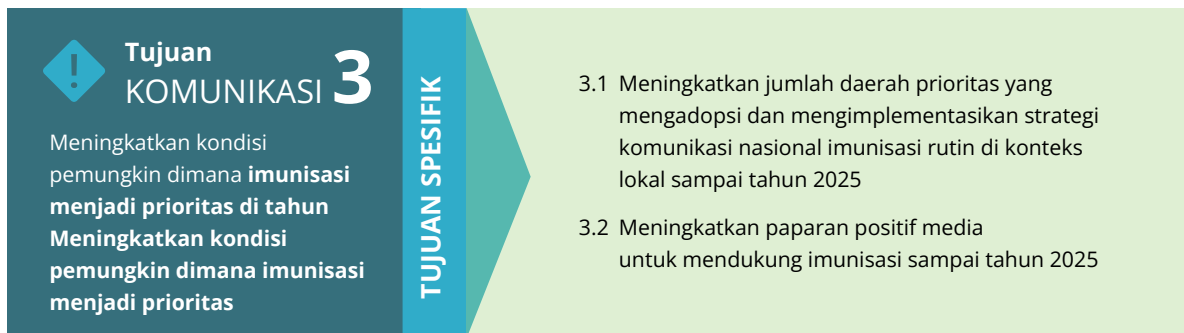 Tujuan
KOMUNIKASI 3
Meningkatkan kondisi
pemungkin dimana imunisasi
menjadi prioritas di tahun
Meningkatkan kondisi
pemungkin dimana imunisasi
menjadi prioritas
TUJUAN SPESIFIK
3.1 Meningkatkan jumlah daerah prioritas yang
mengadopsi dan mengimplementasikan strategi
komunikasi nasional imunisasi rutin di konteks
lokal sampai tahun 2025
3.2 Meningkatkan paparan positif media
untuk mendukung imunisasi sampai tahun 2025